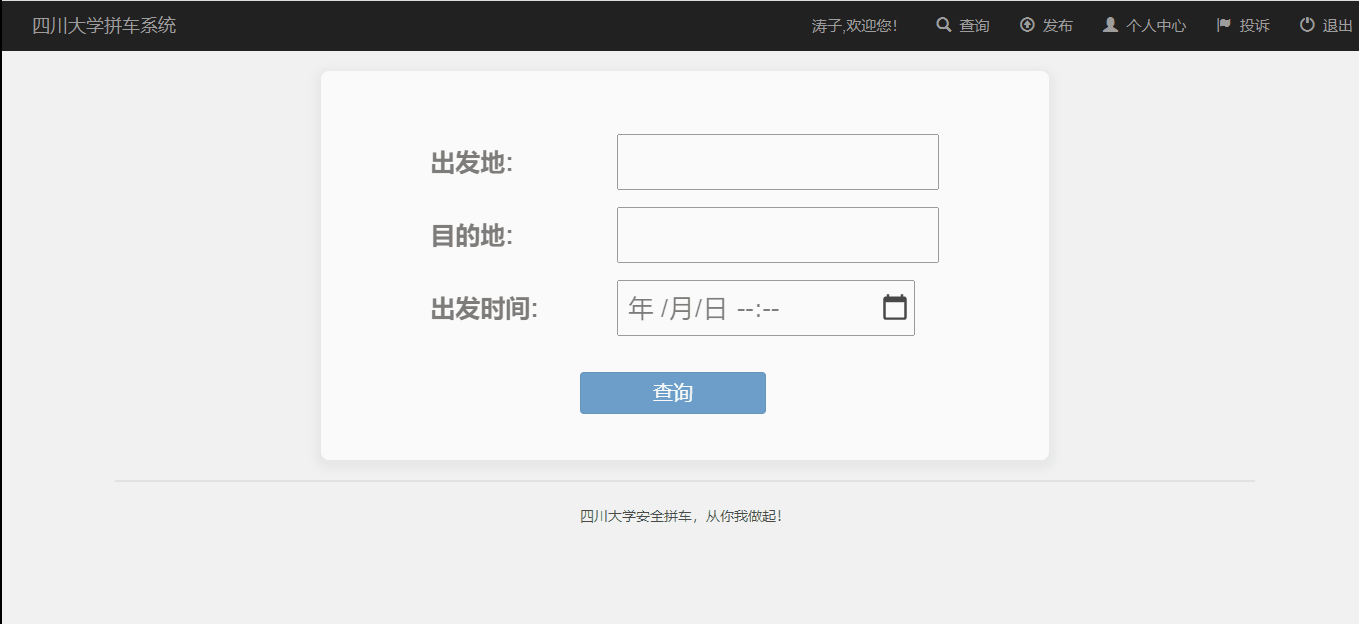 四川大学拼车系统
涛子,欢迎您!
查询
发布
个人中心
投诉
退出
出发地:
目的地:
出发时间:
年 /月/日 --:--
查询
四川大学安全拼车，从你我做起!